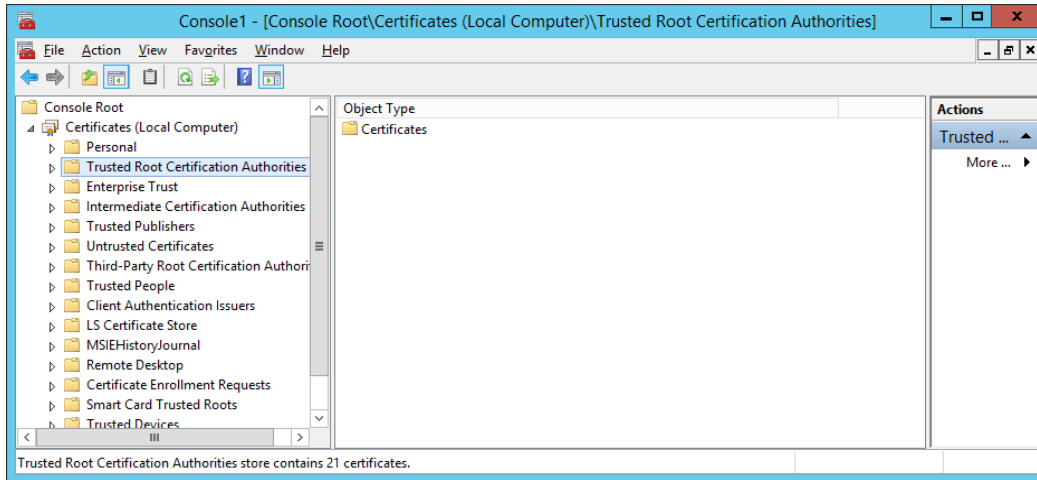 Console1 - [Console Root\Certificates (Local Computer)\Trusted Root Certification Authorities]
File Action View Favorites Window Help
Console Root
Certificates (Local Computer)
Personal
Trusted Root Certification Authorities
Enterprise Trust
Intermediate Certification Authorities
Trusted Publishers
Untrusted Certificates
Third-Party Root Certification Authori
Trusted People
Client Authentication Issuers
LS Certificate Store
MSIEHistoryJournal
Remote Desktop
Certificate Enrollment Requests
Smart Card Trusted Roots
Trusted Devices
Object Type
Certificates
Actions
Trusted ...
More ...
Trusted Root Certification Authorities store contains 21 certificates.